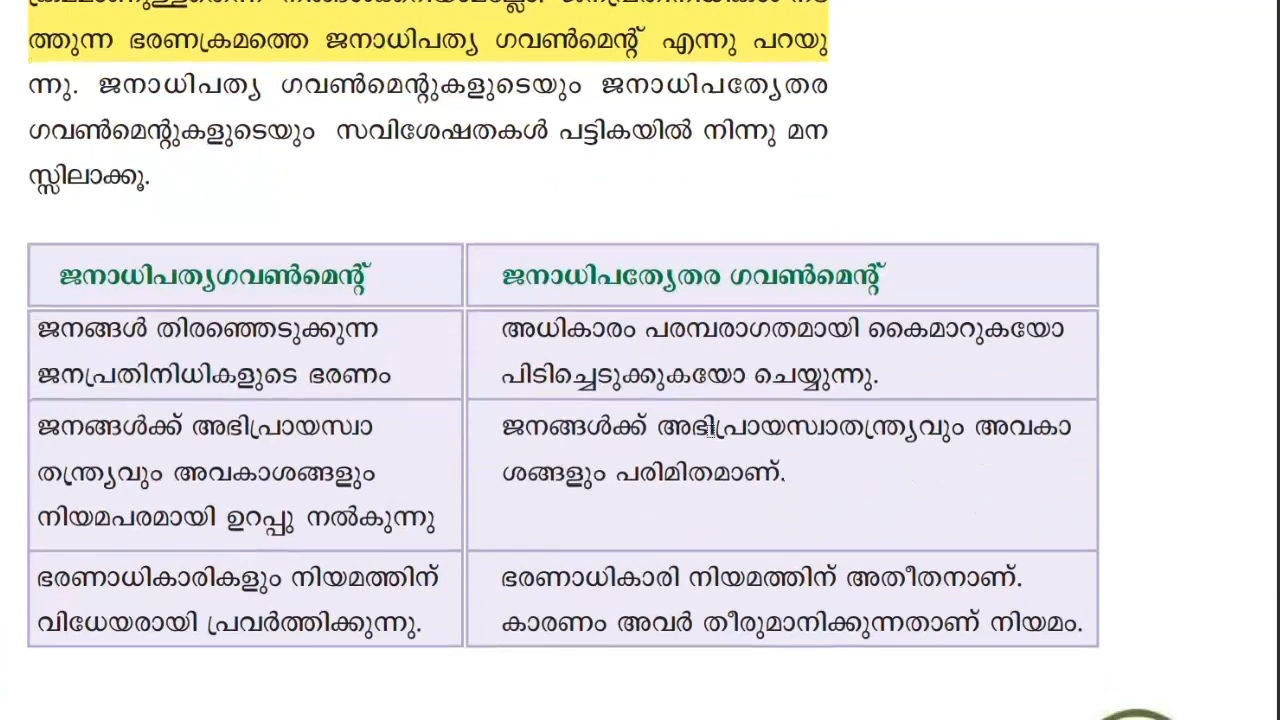 ത്തുന്ന ഭരണക്രമത്തെ ജനാധിപത്യ ഗവൺമെന്റ് എന്നു പറയു
ന്നു. ജനാധിപത്യ ഗവൺമെന്റുകളുടെയും ജനാധിപത്യേതര
ഗവൺമെന്റുകളുടെയും സവിശേഷതകൾ പട്ടികയിൽ നിന്നു മന
സ്സിലാക്കൂ.
ജനാധിപത്യഗവൺമെന്റ്
ജനാധിപത്യേതര ഗവൺമെന്റ്
ജനങ്ങൾ തിരഞ്ഞെടുക്കുന്ന
ജനപ്രതിനിധികളുടെ ഭരണം
അധികാരം പരമ്പരാഗതമായി കൈമാറുകയോ
പിടിച്ചെടുക്കുകയോ ചെയ്യുന്നു.
ജനങ്ങൾക്ക് അഭിപ്രായസ്വാ
തന്ത്ര്യവും അവകാശങ്ങളും
നിയമപരമായി ഉറപ്പു നൽകുന്നു
ജനങ്ങൾക്ക് അഭിപ്രായസ്വാതന്ത്ര്യവും അവകാ
ശങ്ങളും പരിമിതമാണ്.
ഭരണാധികാരികളും നിയമത്തിന്
വിധേയരായി പ്രവർത്തിക്കുന്നു.
ഭരണാധികാരി നിയമത്തിന് അതീതനാണ്.
കാരണം അവർ തീരുമാനിക്കുന്നതാണ് നിയമം.